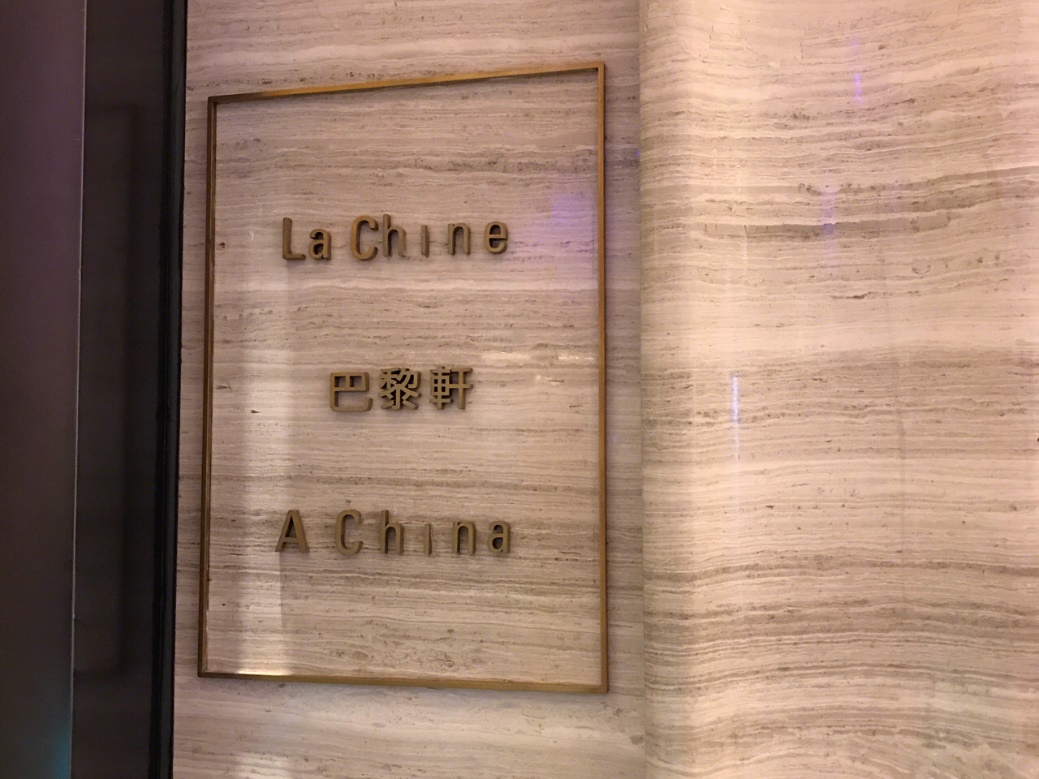 La Chine
巴黎軒
A China